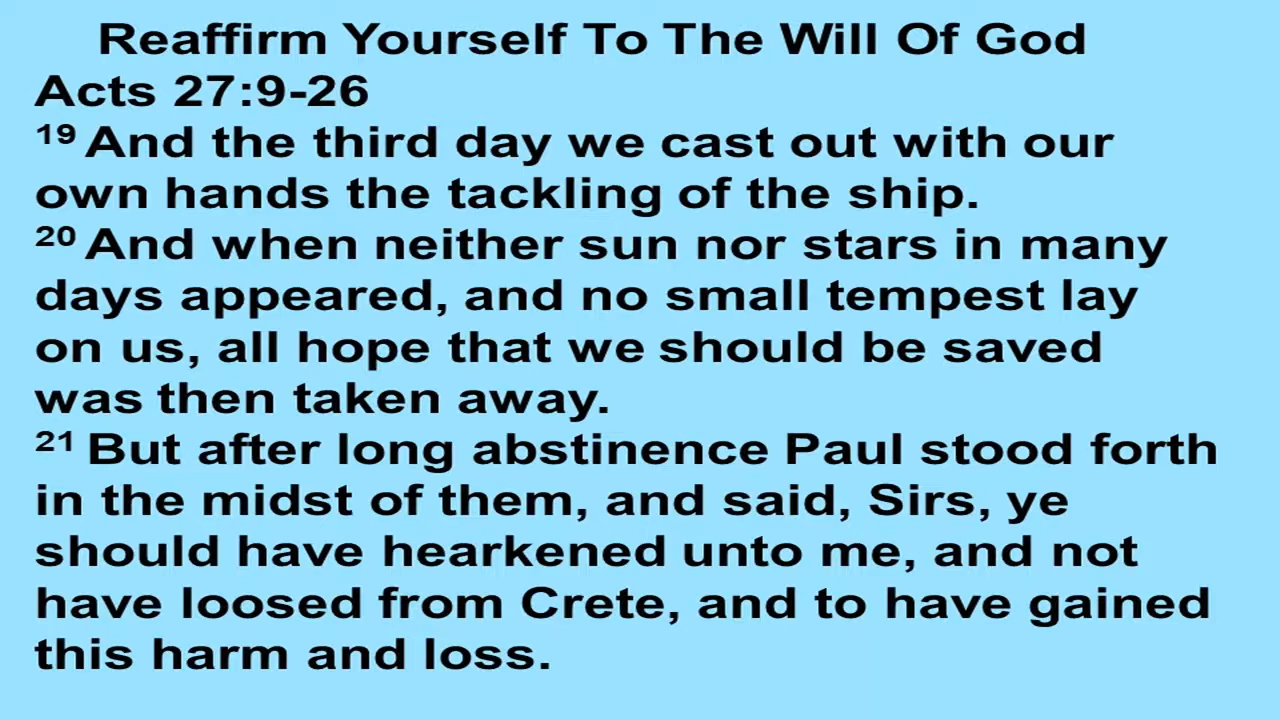 Reaffirm Yourself To The Will Of God
Acts 27:9-26
19 And the third day we cast out with our
own hands the tackling of the ship.
20 And when neither sun nor stars in many
days appeared, and no small tempest lay
on us, all hope that we should be saved
was then taken away.
21 But after long abstinence Paul stood forth
in the midst of them, and said, Sirs, ye
should have hearkened unto me, and not
have loosed from Crete, and to have gained
this harm and loss.